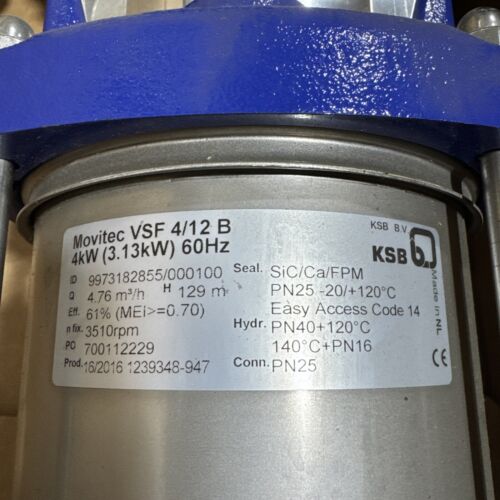 Movitec VSF 4/12 B
4kW (3.13kW) 60Hz
ID 9973182855/000100
Q 4.76 m³/h H 129 m
Eff. 61% (MEI>=0.70)
n fix. 3510rpm
PO 700112229
Prod. 16/2016 1239348-947
Seal. SiC/Ca/FPM
PN25 -20/+120°C
Easy Access Code 14
Hydr. PN40+120°C
140°C+PN16
Conn. PN25
KSB B.V.
KSB
Made in NL
CE